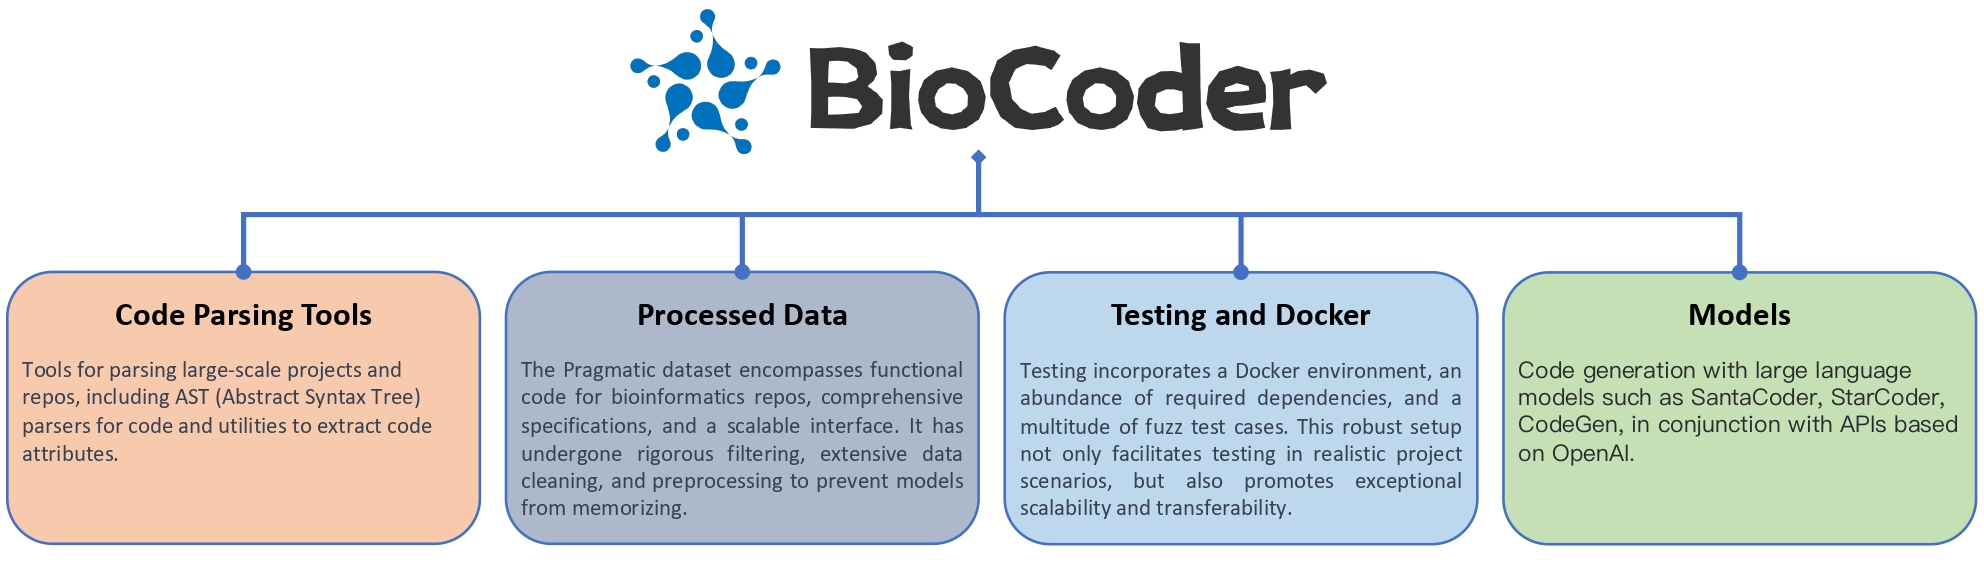 BioCoder
Code Parsing Tools
Tools for parsing large-scale projects and
repos, including AST (Abstract Syntax Tree)
parsers for code and utilities to extract code
attributes.
Processed Data
The Pragmatic dataset encompasses functional
code for bioinformatics repos, comprehensive
specifications, and a scalable interface. It has
undergone rigorous filtering, extensive data
cleaning, and preprocessing to prevent models
from memorizing.
Testing and Docker
Testing incorporates a Docker environment, an
abundance of required dependencies, and a
multitude of fuzz test cases. This robust setup
not only facilitates testing in realistic project
scenarios, but also promotes exceptional
scalability and transferability.
Models
Code generation with large language
models such as SantaCoder, StarCoder,
CodeGen, in conjunction with APIs based
on OpenAI.